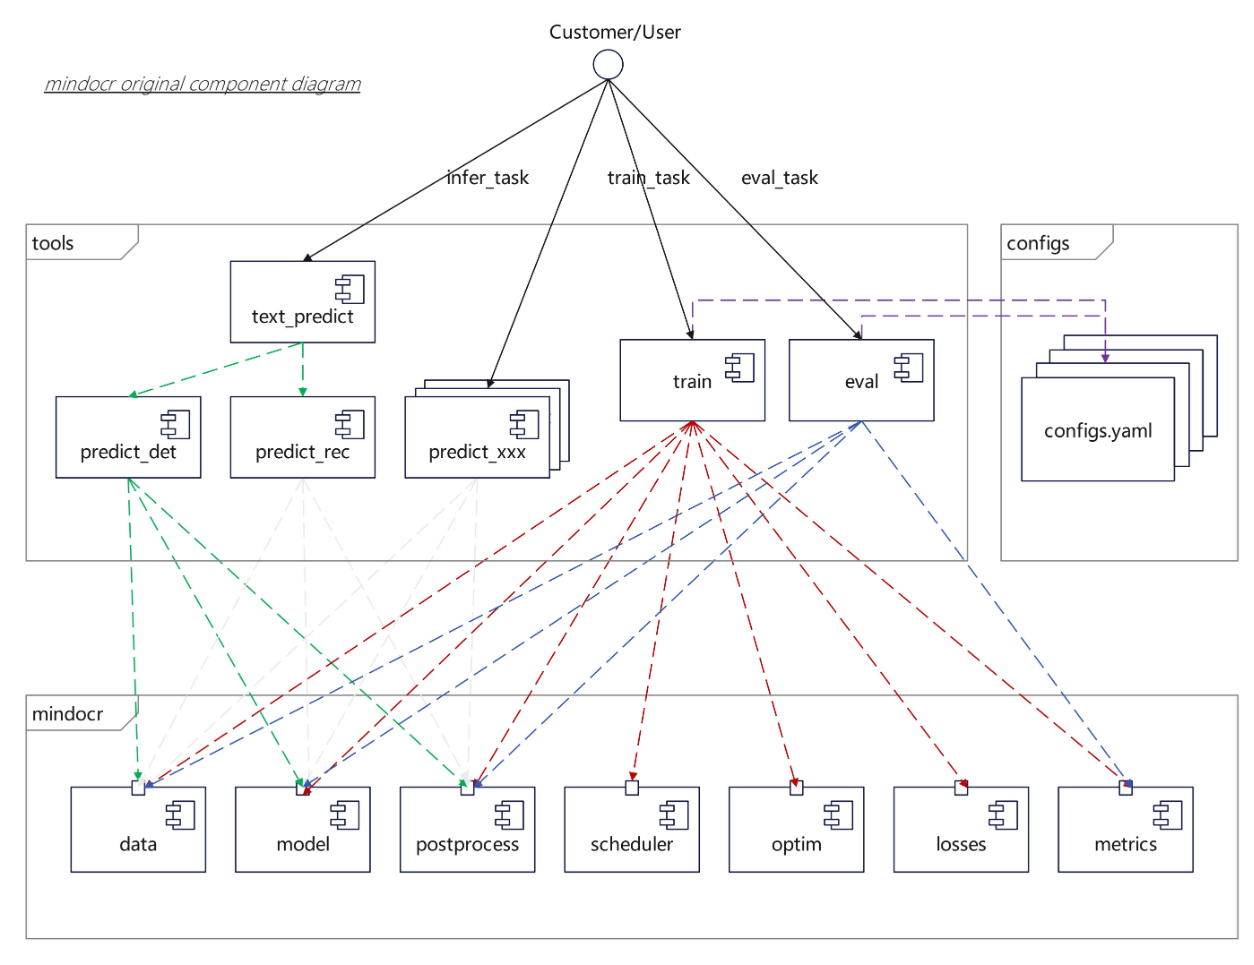 Customer/User
mindocr original component diagram
infer_task
train_task
eval_task
tools
configs
text_predict
train
eval
predict_det
predict_rec
predict_xxx
configs.yaml
mindocr
data
model
postprocess
scheduler
optim
losses
metrics